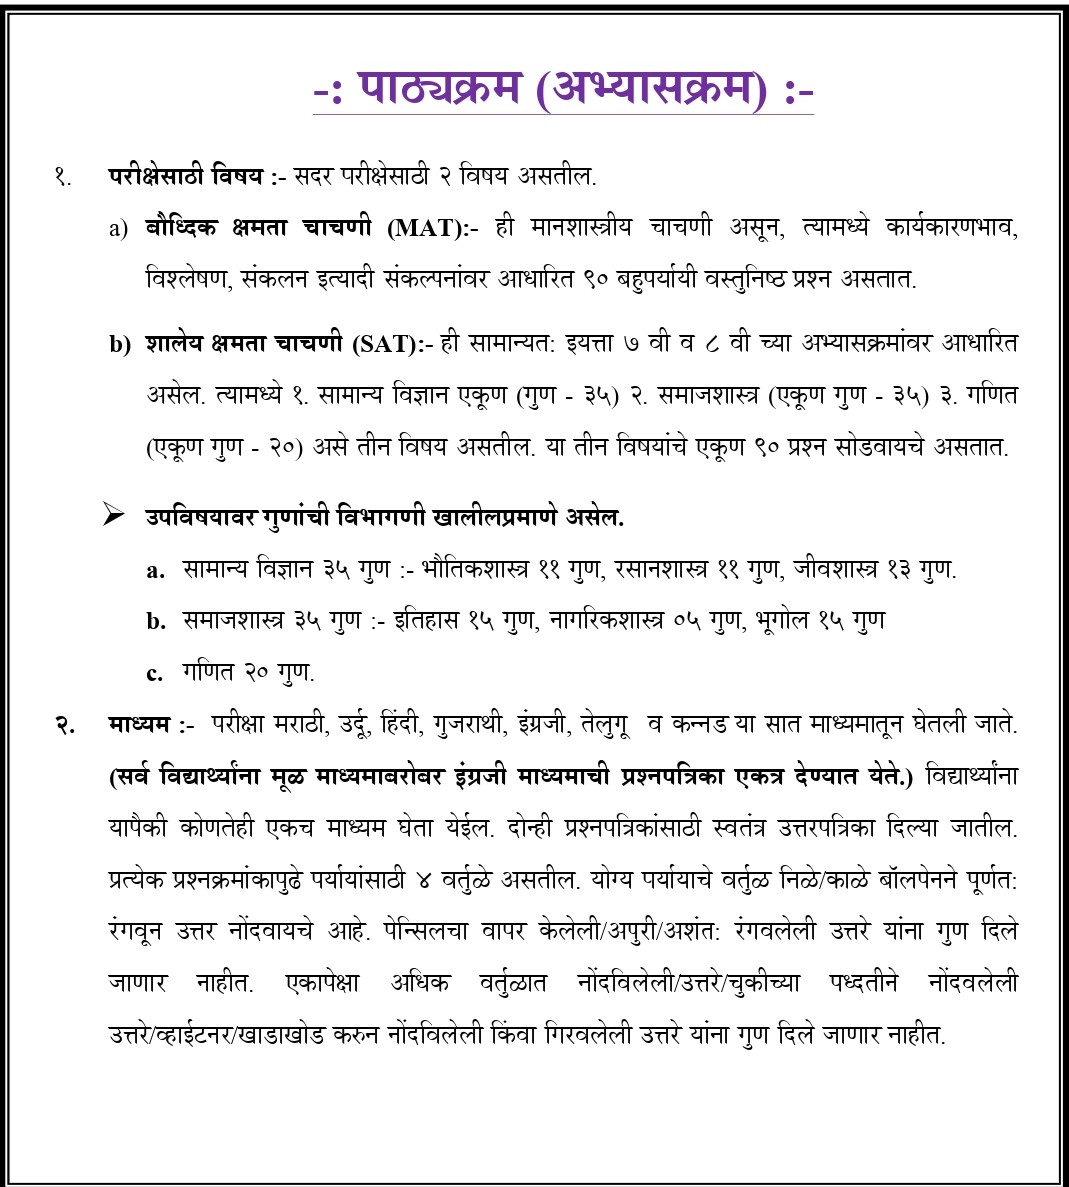 -: पाठ्यक्रम (अभ्यासक्रम) :-
१. परीक्षेसाठी विषय :- सदर परीक्षेसाठी २ विषय असतील.
a) बौध्दिक क्षमता चाचणी (MAT):- ही मानशास्त्रीय चाचणी असून, त्यामध्ये कार्यकारणभाव,
विश्लेषण, संकलन इत्यादी संकल्पनांवर आधारित ९० बहुपर्यायी वस्तुनिष्ठ प्रश्न असतात.
b) शालेय क्षमता चाचणी (SAT):- ही सामान्यत: इयत्ता ७ वी व ८ वी च्या अभ्यासक्रमांवर आधारित
असेल. त्यामध्ये १. सामान्य विज्ञान एकूण (गुण - ३५) २. समाजशास्त्र (एकूण गुण - ३५) ३. गणित
(एकूण गुण - २०) असे तीन विषय असतील. या तीन विषयांचे एकूण ९० प्रश्न सोडवायचे असतात.
➢ उपविषयावर गुणांची विभागणी खालीलप्रमाणे असेल.
a. सामान्य विज्ञान ३५ गुण :- भौतिकशास्त्र ११ गुण, रसानशास्त्र ११ गुण, जीवशास्त्र १३ गुण.
b. समाजशास्त्र ३५ गुण :- इतिहास १५ गुण, नागरिकशास्त्र ०५ गुण, भूगोल १५ गुण
c. गणित २० गुण.
२. माध्यम :- परीक्षा मराठी, उर्दू, हिंदी, गुजराथी, इंग्रजी, तेलुगू व कन्नड या सात माध्यमातून घेतली जाते.
(सर्व विद्यार्थ्यांना मूळ माध्यमाबरोबर इंग्रजी माध्यमाची प्रश्नपत्रिका एकत्र देण्यात येते.) विद्यार्थ्यांना
यापैकी कोणतेही एकच माध्यम घेता येईल. दोन्ही प्रश्नपत्रिकांसाठी स्वतंत्र उत्तरपत्रिका दिल्या जातील.
प्रत्येक प्रश्नक्रमांकापुढे पर्यायांसाठी ४ वर्तुळे असतील. योग्य पर्यायाचे वर्तुळ निळे/काळे बॉलपेनने पूर्णत:
रंगवून उत्तर नोंदवायचे आहे. पेन्सिलचा वापर केलेली/अपुरी/अशंत: रंगवलेली उत्तरे यांना गुण दिले
जाणार नाहीत. एकापेक्षा अधिक वर्तुळात नोंदविलेली/उत्तरे/चुकीच्या पध्दतीने नोंदवलेली
उत्तरे/व्हाईटनर/खाडाखोड करुन नोंदविलेली किंवा गिरवलेली उत्तरे यांना गुण दिले जाणार नाहीत.